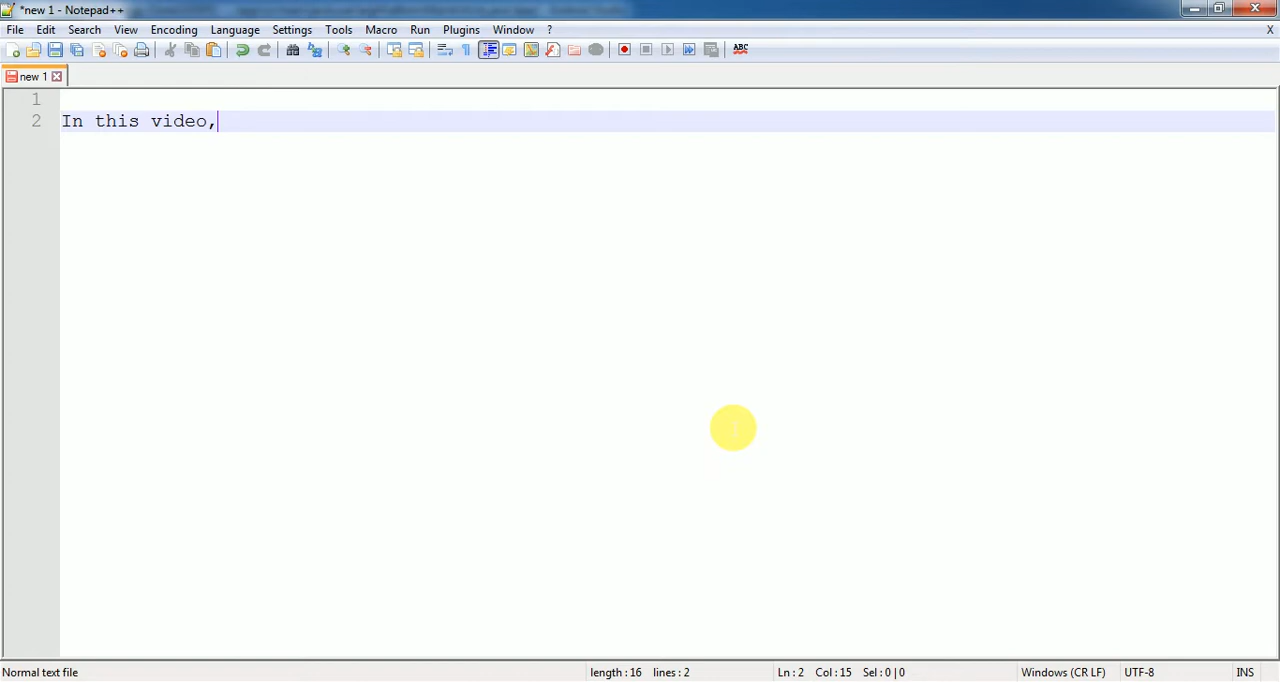 *new 1 - Notepad++
File Edit Search View Encoding Language Settings Tools Macro Run Plugins Window ? X
ABC
new 1
1
2 In this video,
Normal text file length : 16 lines : 2 Ln : 2 Col : 15 Sel : 0 | 0 Windows (CR LF) UTF-8 INS